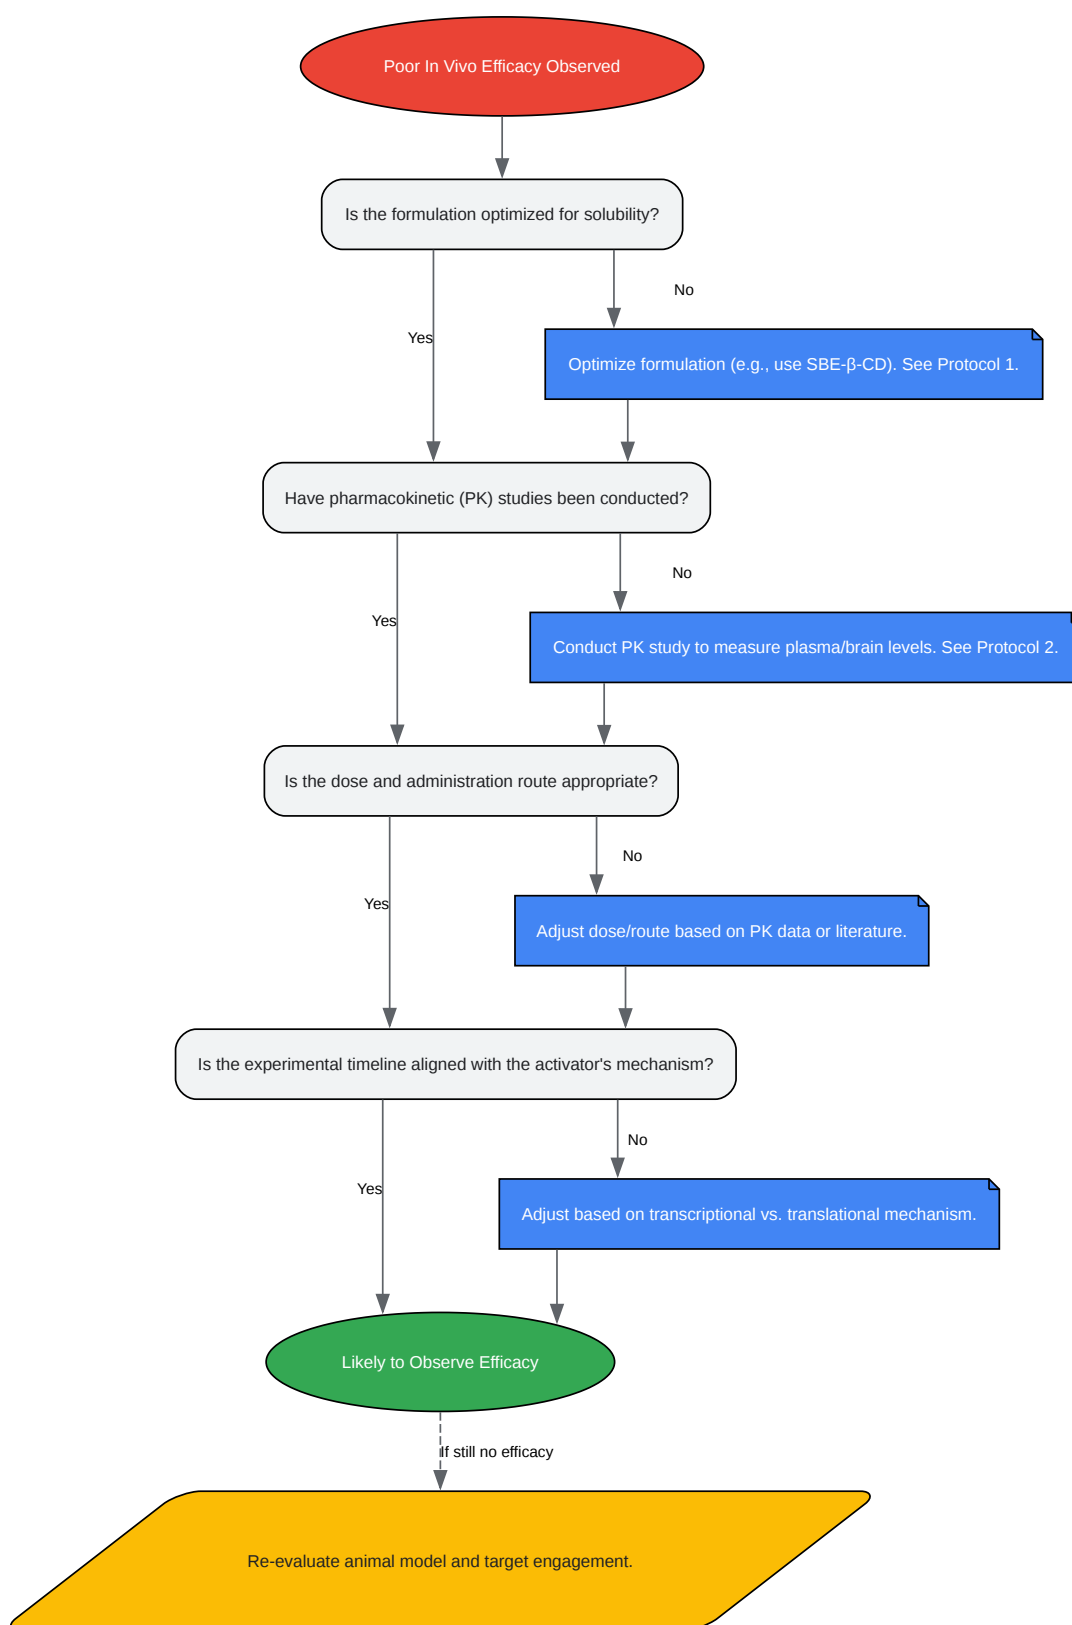 Poor In Vivo Efficacy Observed
Is the formulation optimized for solubility?
No
Yes
Optimize formulation (e.g., use SBE-β-CD). See Protocol 1.
Have pharmacokinetic (PK) studies been conducted?
No
Yes
Conduct PK study to measure plasma/brain levels. See Protocol 2.
Is the dose and administration route appropriate?
No
Yes
Adjust dose/route based on PK data or literature.
Is the experimental timeline aligned with the activator's mechanism?
No
Yes
Adjust based on transcriptional vs. translational mechanism.
Likely to Observe Efficacy
If still no efficacy
Re-evaluate animal model and target engagement.